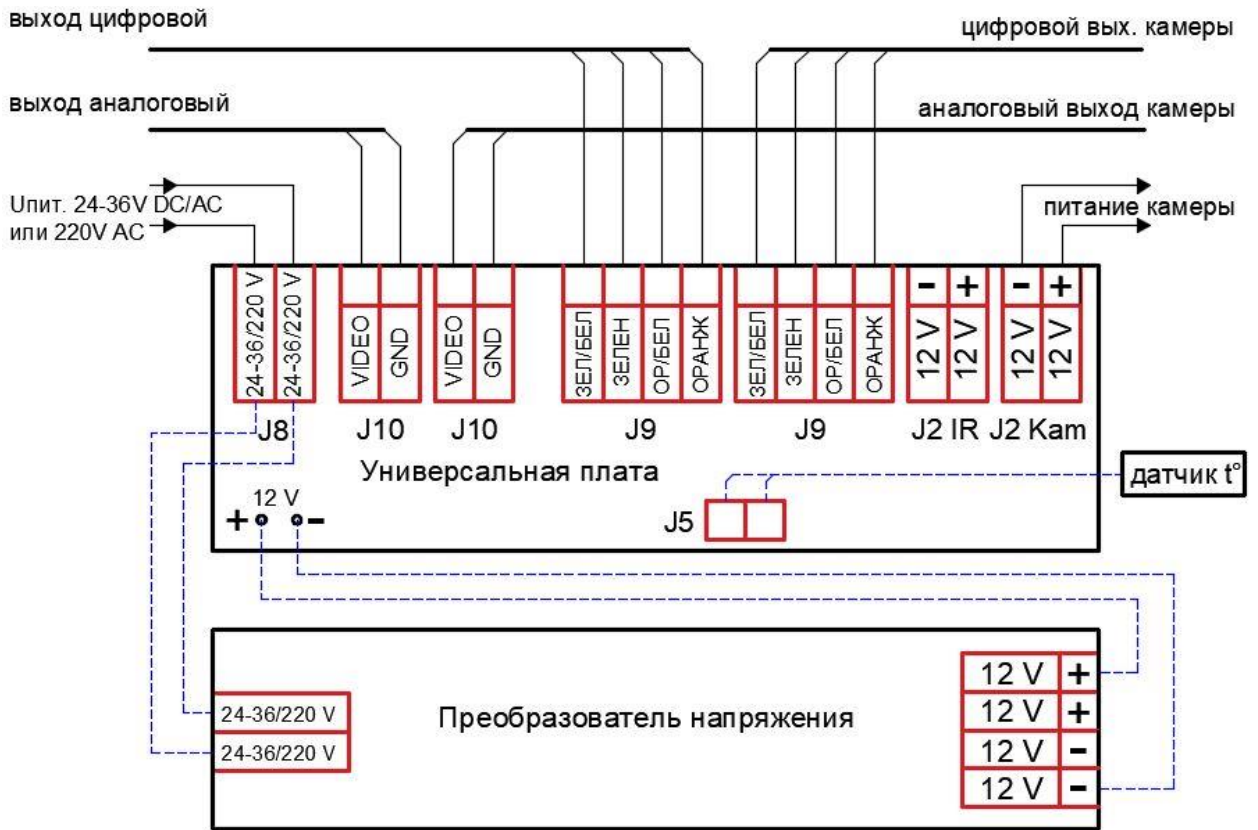 выход цифровой
цифровой вых. камеры
выход аналоговый
аналоговый выход камеры
Uпит. 24-36V DC/AC
или 220V AC
питание камеры
24-36/220 V
24-36/220 V
VIDEO
GND
VIDEO
GND
ЗЕЛ/БЕЛ
ЗЕЛЕН
ОР/БЕЛ
ОРАНЖ
ЗЕЛ/БЕЛ
ЗЕЛЕН
ОР/БЕЛ
ОРАНЖ
- +
12 V
12 V
- +
12 V
12 V
J8 J10 J10 J9 J9 J2 IR J2 Kam
Универсальная плата
датчик t°
12 V
+ -
J5
12 V +
12 V +
12 V -
12 V -
24-36/220 V
24-36/220 V
Преобразователь напряжения